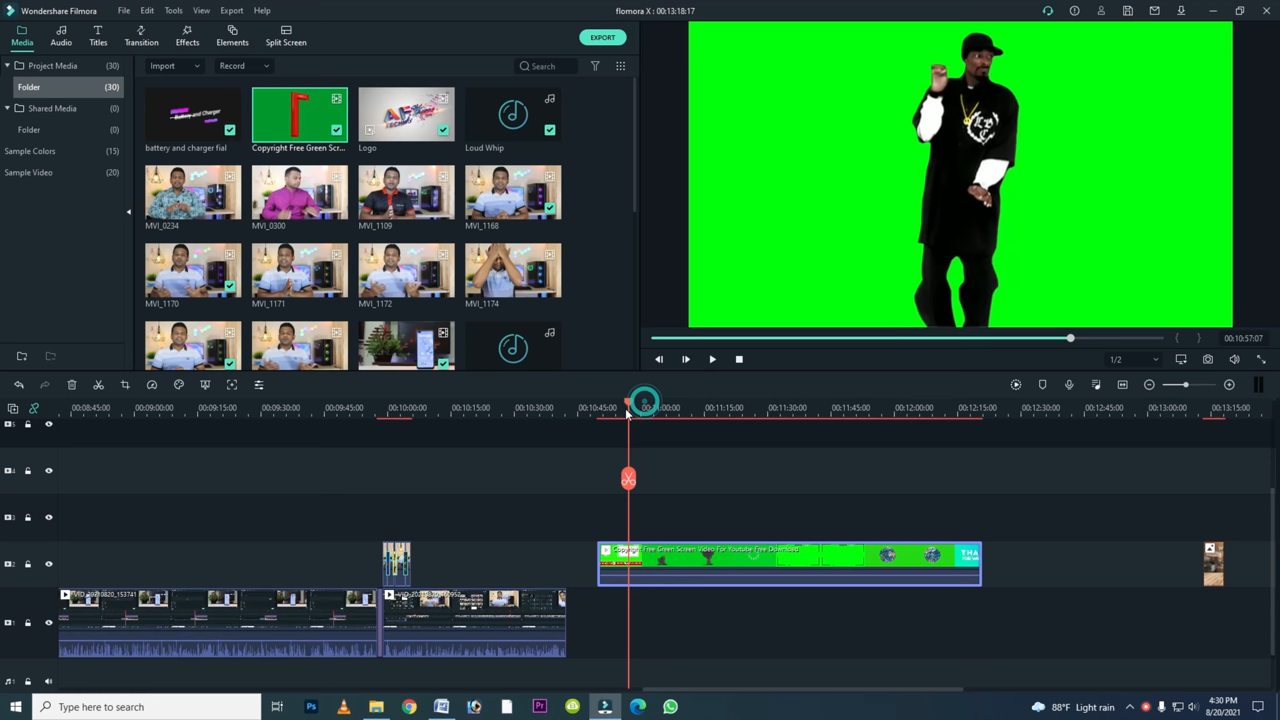 Wondershare Filmora
File Edit Tools View Export Help
flomora X : 00:13:18:17
Media Audio Titles Transition Effects Elements Split Screen
EXPORT
Project Media (30)
Folder (30)
Shared Media (0)
Folder (0)
Sample Colors (15)
Sample Video (20)
Import Record Search
battery and charger fial Copyright Free Green Scr... Logo Loud Whip
MVI_0234 MVI_0300 MVI_1109 MVI_1168
MVI_1170 MVI_1171 MVI_1172 MVI_1174
00:10:57:07
1/2
00:08:45:00 00:09:00:00 00:09:15:00 00:09:30:00 00:09:45:00 00:10:00:00 00:10:15:00 00:10:30:00 00:10:45:00 00:11:15:00 00:11:30:00 00:11:45:00 00:12:00:00 00:12:15:00 00:12:30:00 00:12:45:00 00:13:00:00 00:13:15:00
5
4
3
Copyright Free Green Screen Video For Youtube Free Download
THA
VID_20210820_153741
1
1
Type here to search
88°F Light rain
4:30 PM
8/20/2021